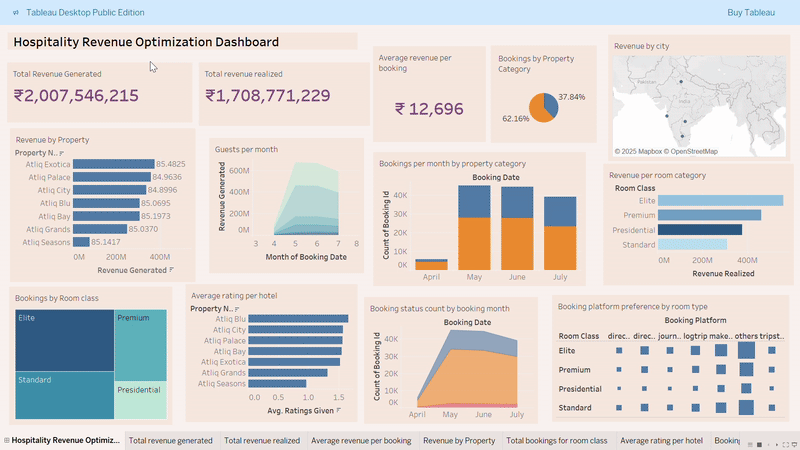 Tableau Desktop Public Edition
Buy Tableau
Hospitality Revenue Optimization Dashboard
Total Revenue Generated
₹2,007,546,215
Total revenue realized
₹1,708,771,229
Average revenue per
booking
₹ 12,696
Bookings by Property
Category
37.84%
62.16%
Revenue by city
Pakistan
India
© 2025 Mapbox © OpenStreetMap
Revenue by Property
Property N..
Atliq Exotica 85.4825
Atliq Palace 84.9636
Atliq City 84.8996
Atliq Blu 85.0695
Atliq Bay 85.1973
Atliq Grands 85.0370
Atliq Seasons 85.1417
0M 200M 400M
Revenue Generated
Guests per month
Revenue Generated
600M
400M
200M
0M
3 4 5 6 7 8
Month of Booking Date
Bookings per month by property category
Booking Date
Count of Booking Id
40K
30K
20K
10K
0K
April May June July
Revenue per room category
Room Class
Elite
Premium
Presidential
Standard
0M 200M 400M
Revenue Realized
Bookings by Room class
Elite
Premium
Standard
Presidential
Average rating per hotel
Property N..
Atliq Blu
Atliq City
Atliq Palace
Atliq Bay
Atliq Exotica
Atliq Grands
Atliq Seasons
0.0 0.5 1.0 1.5
Avg. Ratings Given
Booking status count by booking month
Booking Date
Count of Booking Id
40K
30K
20K
10K
0K
April May June July
Booking platform preference by room type
Booking Platform
Room Class direc.. direc.. journ.. logtrip make.. others tripst..
Elite
Premium
Presidential
Standard
Hospitality Revenue Optimiz... Total revenue generated Total revenue realized Average revenue per booking Revenue by Property Total bookings for room class Average rating per hotel